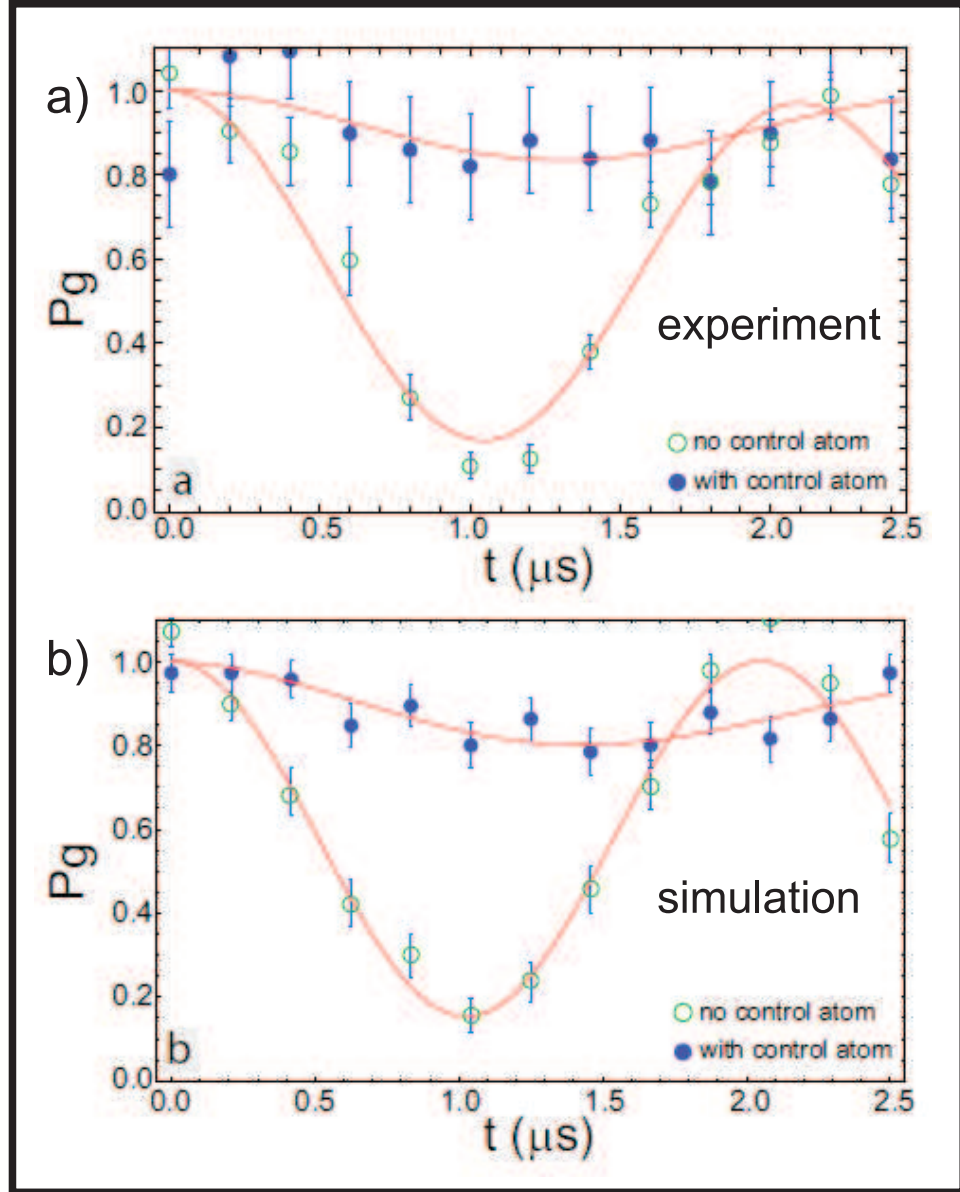 a)
1.0
0.8
0.6
0.4
0.2
0.0
Pg
experiment
no control atom
with control atom
a
0.0 0.5 1.0 1.5 2.0 2.5
t (μs)
b)
1.0
0.8
0.6
0.4
0.2
0.0
Pg
simulation
no control atom
with control atom
b
0.0 0.5 1.0 1.5 2.0 2.5
t (μs)